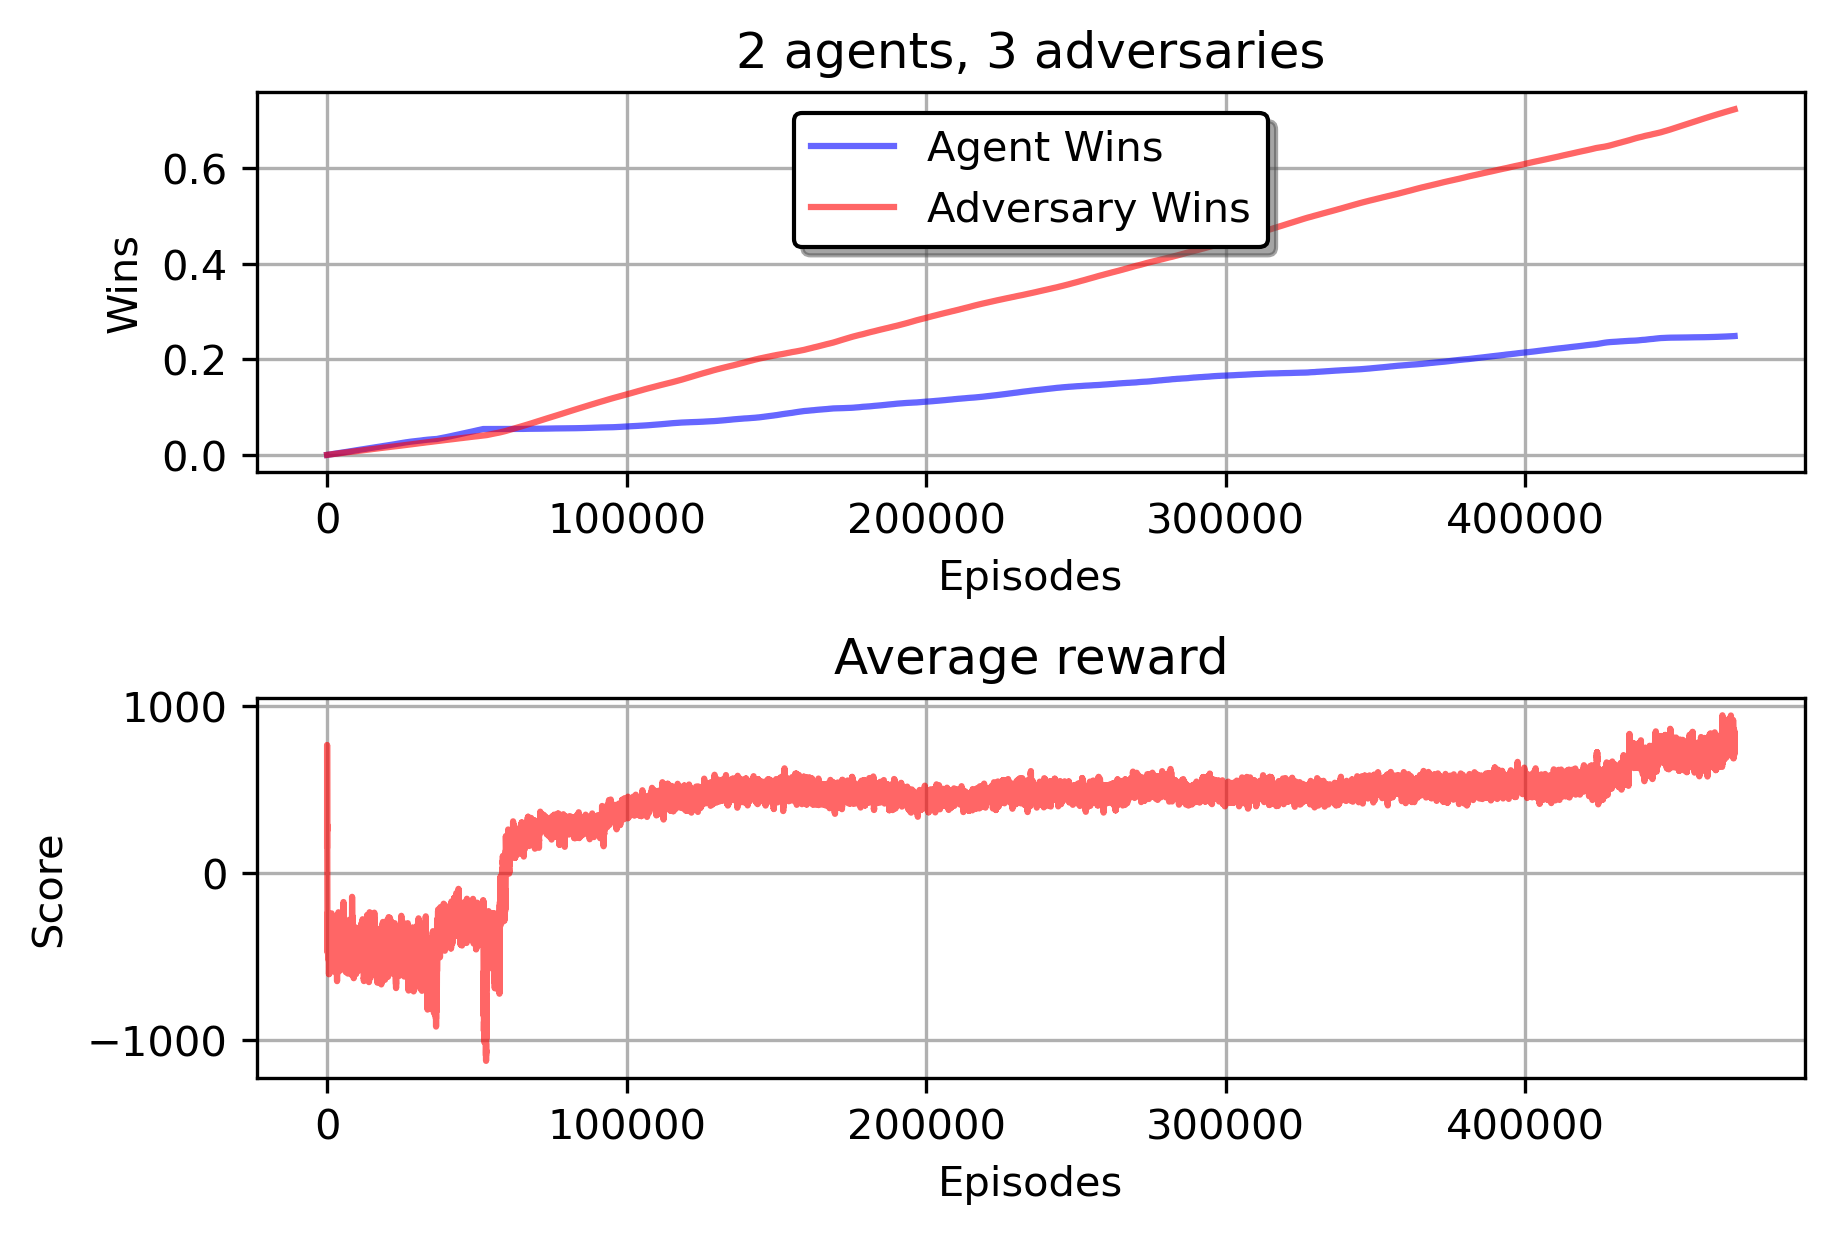 2 agents, 3 adversaries
Agent Wins
Adversary Wins
Wins
0.6
0.4
0.2
0.0
0 100000 200000 300000 400000
Episodes
Average reward
Score
1000
0
−1000
0 100000 200000 300000 400000
Episodes